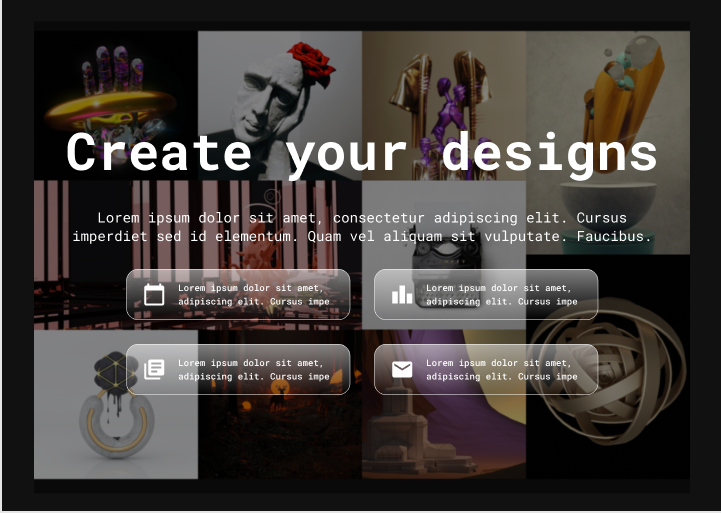 Create your designs
Lorem ipsum dolor sit amet, consectetur adipiscing elit. Cursus
imperdiet sed id elementum. Quam vel aliquam sit vulputate. Faucibus.
Lorem ipsum dolor sit amet,
adipiscing elit. Cursus impe
Lorem ipsum dolor sit amet,
adipiscing elit. Cursus impe
Lorem ipsum dolor sit amet,
adipiscing elit. Cursus impe
Lorem ipsum dolor sit amet,
adipiscing elit. Cursus impe